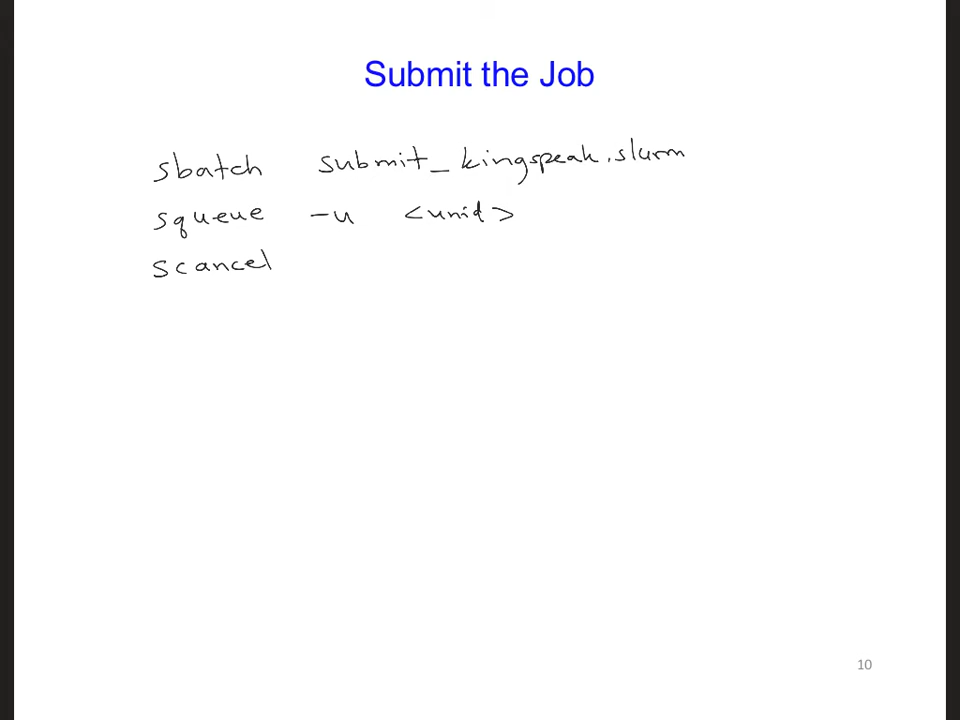 Submit the Job
sbatch submit_kingspeak.slurm
squeue -u <unid>
scancel
10